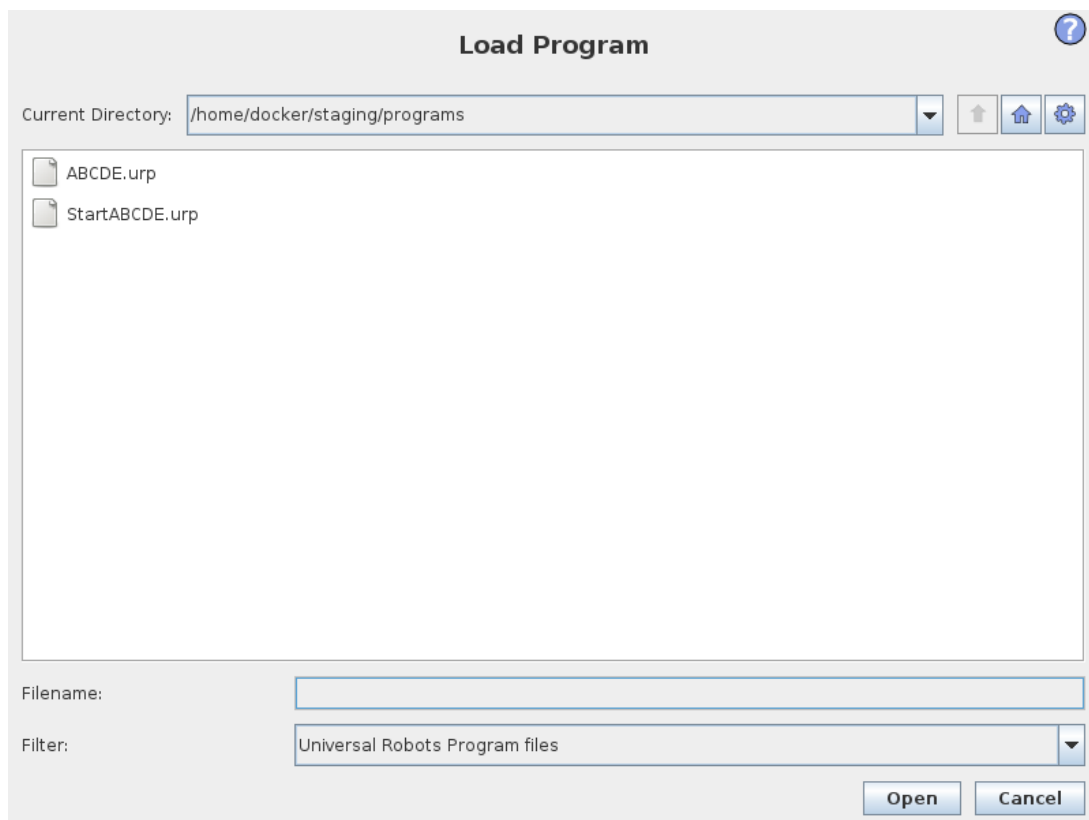 Load Program
?
Current Directory: /home/docker/staging/programs
ABCDE.urp
StartABCDE.urp
Filename:
Filter: Universal Robots Program files
Open Cancel